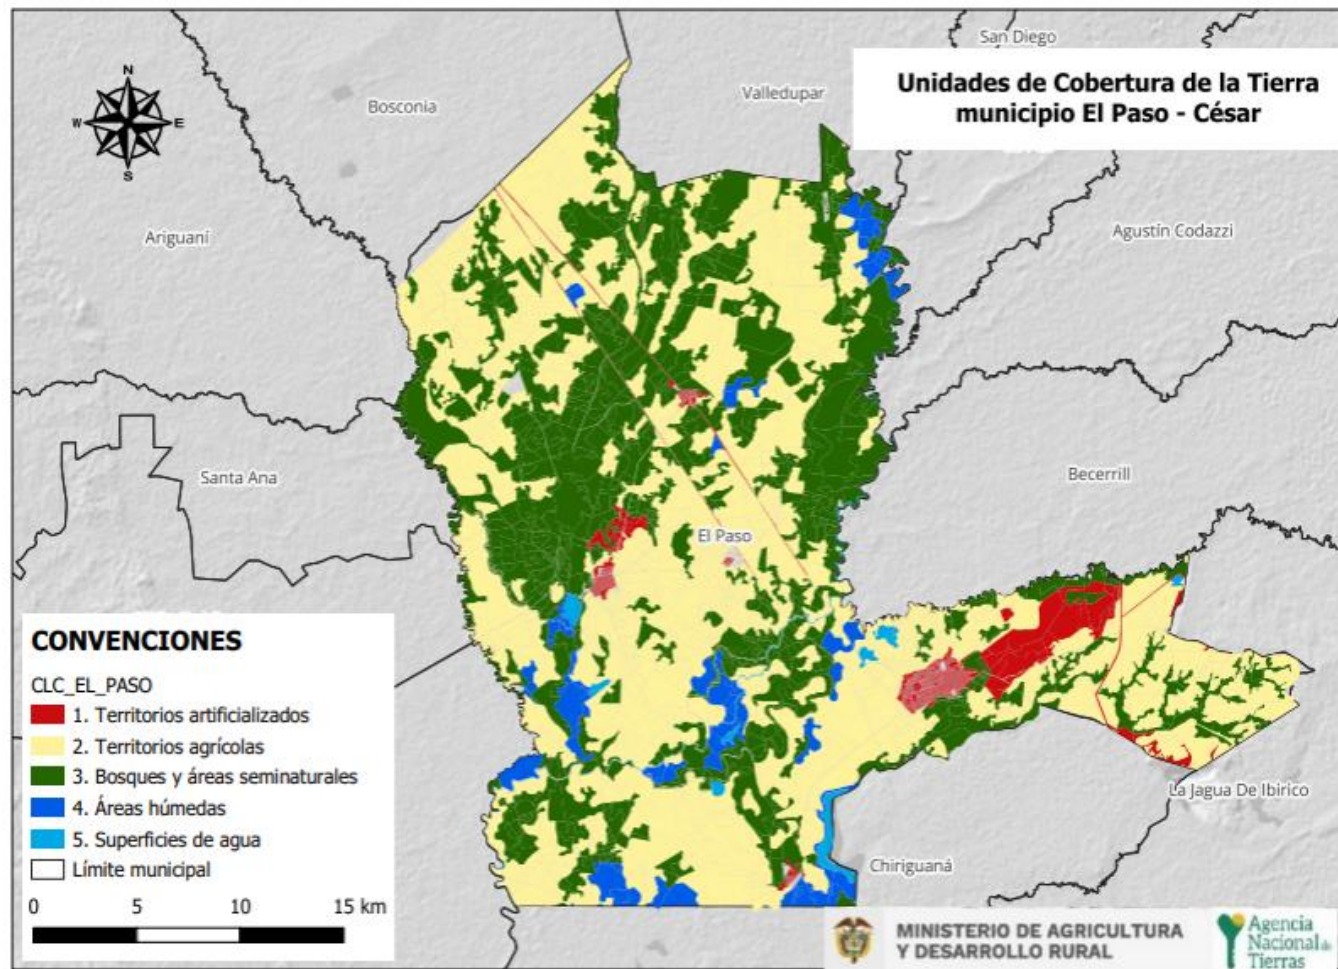 San Diego
Unidades de Cobertura de la Tierra
municipio El Paso - César
N
W E
S
Bosconia
Valledupar
Ariguaní
Agustín Codazzi
Santa Ana
Becerrill
El Paso
La Jagua De Ibirico
Chiriguaná
CONVENCIONES
CLC_EL_PASO
1. Territorios artificializados
2. Territorios agrícolas
3. Bosques y áreas seminaturales
4. Áreas húmedas
5. Superficies de agua
Límite municipal
0 5 10 15 km
MINISTERIO DE AGRICULTURA
Y DESARROLLO RURAL
Agencia
Nacional de
Tierras